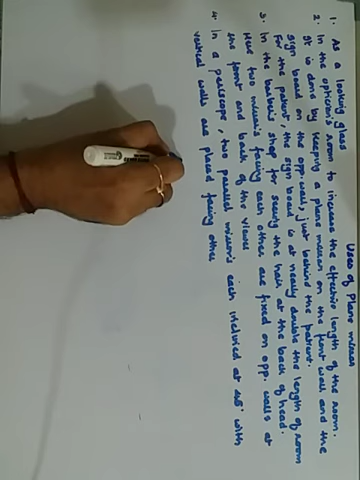 Uses of Plane mirror
1. As a looking glass
2. In the optician's room to increase the effective length of the room.
It is done by keeping a plane mirror on the front wall and the
sign board on the opp. wall, just behind the patient.
For the patient, the sign board is at nearly double the length of room
3. In the barber's shop for seeing the hair at the back of head.
Here two mirrors facing each other are fixed on opp. walls at
the front and back of the viewer
4. In a periscope, two parallel mirrors each inclined at 45° with
vertical walls are placed facing other